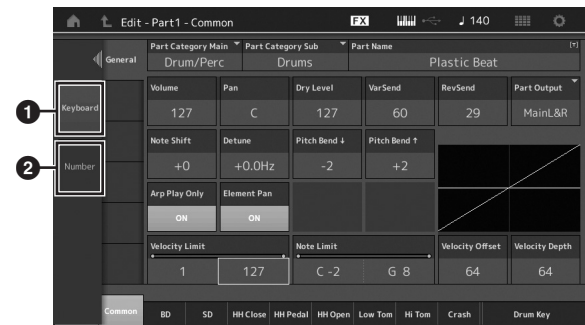 Edit - Part1 - Common FX 140
Part Category Main Part Category Sub Part Name [T]
General Drum/Perc Drums Plastic Beat
Volume Pan Dry Level VarSend RevSend Part Output
1 Keyboard 127 C 127 60 29 MainL&R
Note Shift Detune Pitch Bend ↓ Pitch Bend ↑
2 Number +0 +0.0Hz -2 +2
Arp Play Only Element Pan
ON ON
Velocity Limit Note Limit Velocity Offset Velocity Depth
1 127 C -2 G 8 64 64
Common BD SD HH Close HH Pedal HH Open Low Tom Hi Tom Crash Drum Key